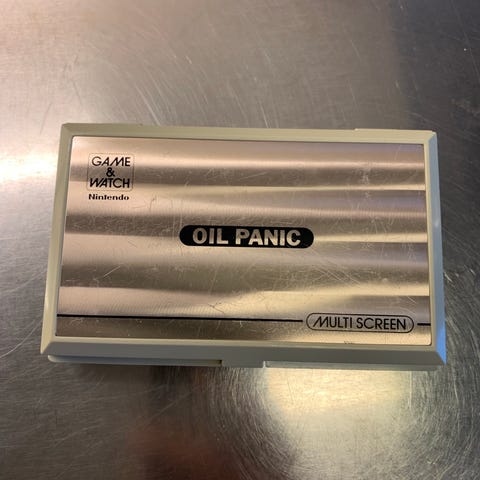 GAME
&
WATCH
Nintendo
OIL PANIC
MULTI SCREEN